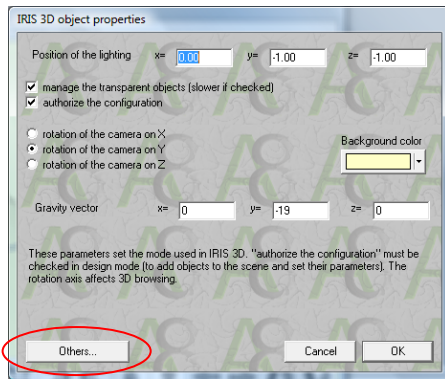 IRIS 3D object properties
Position of the lighting x= 0.00 y= -1.00 z= -1.00
manage the transparent objects (slower if checked)
authorize the configuration
rotation of the camera on X
rotation of the camera on Y
rotation of the camera on Z
Background color
Gravity vector x= 0 y= -19 z= 0
These parameters set the mode used in IRIS 3D. "authorize the configuration" must be
checked in design mode (to add objects to the scene and set their parameters). The
rotation axis affects 3D browsing.
Others... Cancel OK